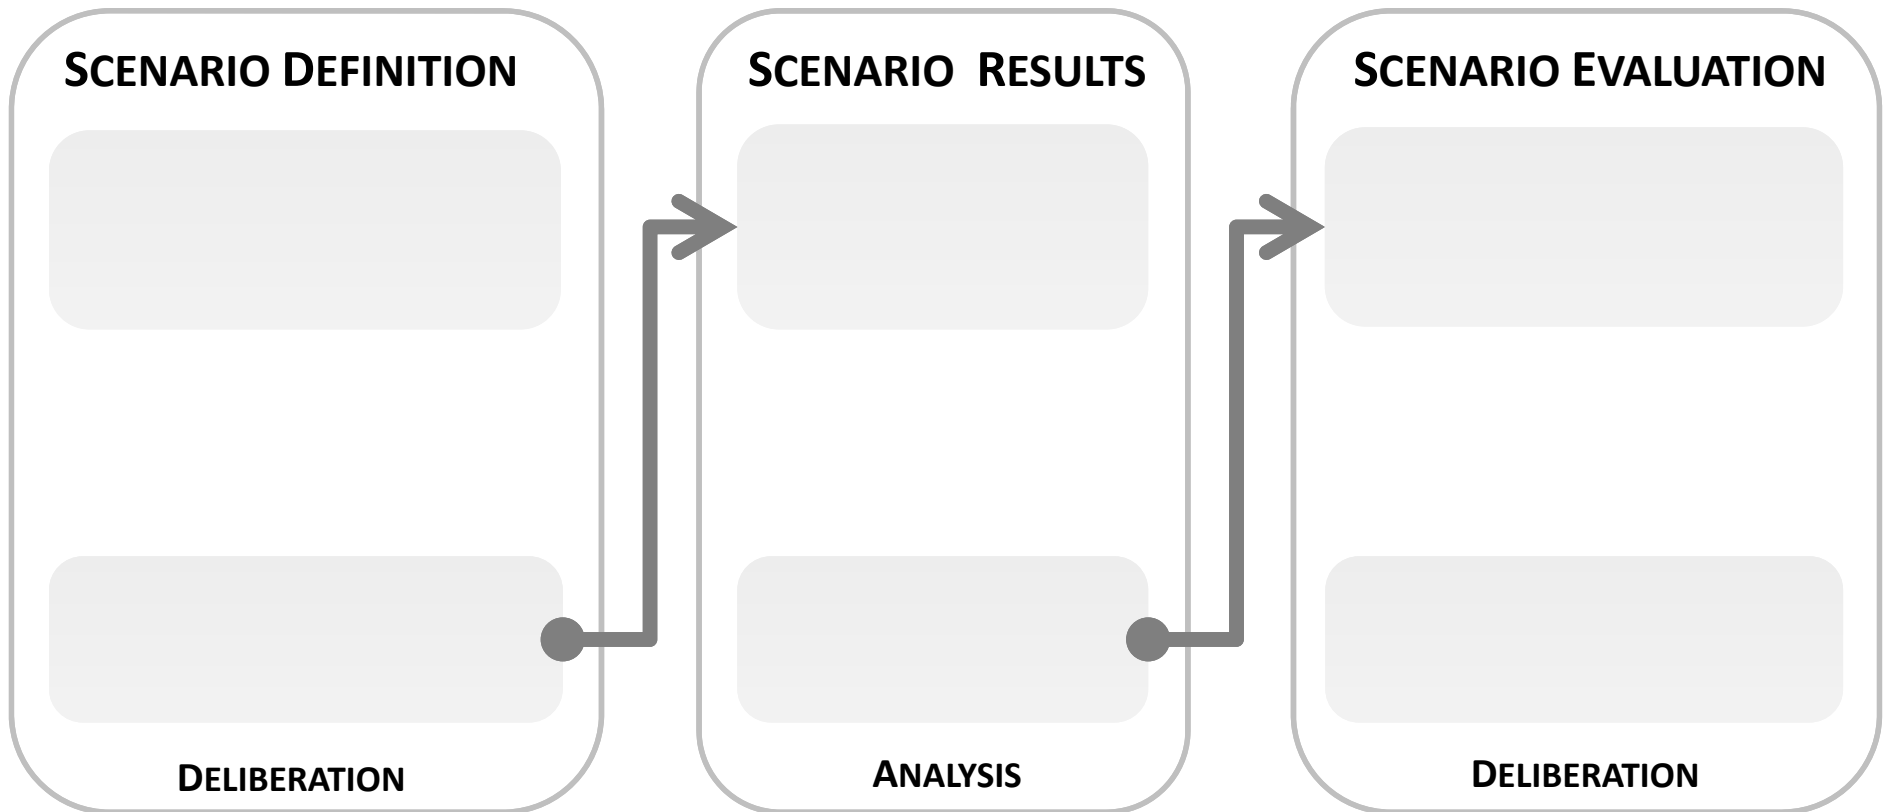 SCENARIO DEFINITION
SCENARIO RESULTS
SCENARIO EVALUATION
DELIBERATION
ANALYSIS
DELIBERATION